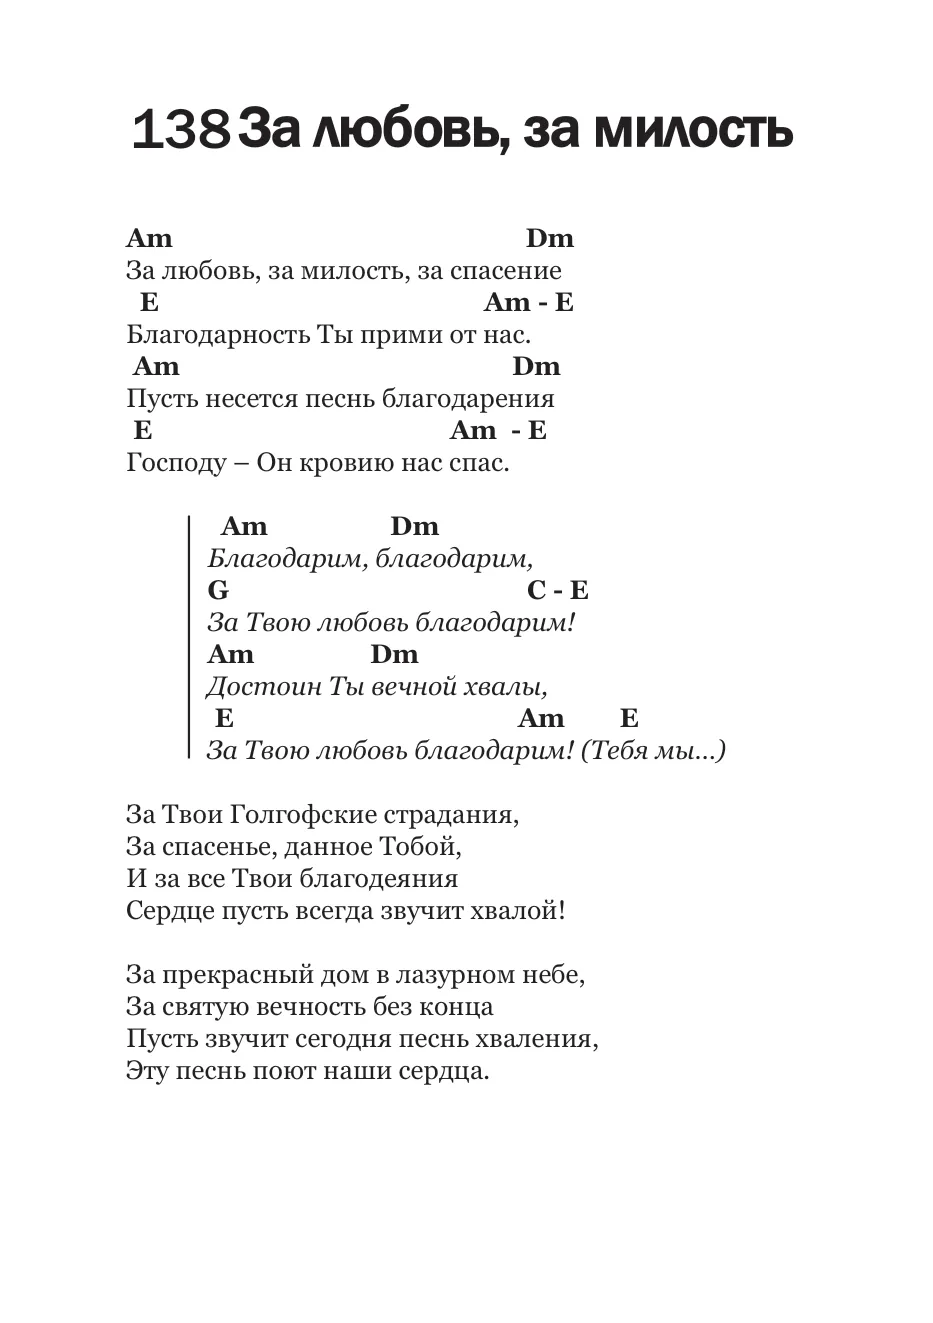 138 За любовь, за милость
Am Dm
За любовь, за милость, за спасение
E Am - E
Благодарность Ты прими от нас.
Am Dm
Пусть несется песнь благодарения
E Am - E
Господу – Он кровию нас спас.
Am Dm
Благодарим, благодарим,
G C - E
За Твою любовь благодарим!
Am Dm
Достоин Ты вечной хвалы,
E Am E
За Твою любовь благодарим! (Тебя мы...)
За Твои Голгофские страдания,
За спасенье, данное Тобой,
И за все Твои благодеяния
Сердце пусть всегда звучит хвалой!
За прекрасный дом в лазурном небе,
За святую вечность без конца
Пусть звучит сегодня песнь хваления,
Эту песнь поют наши сердца.